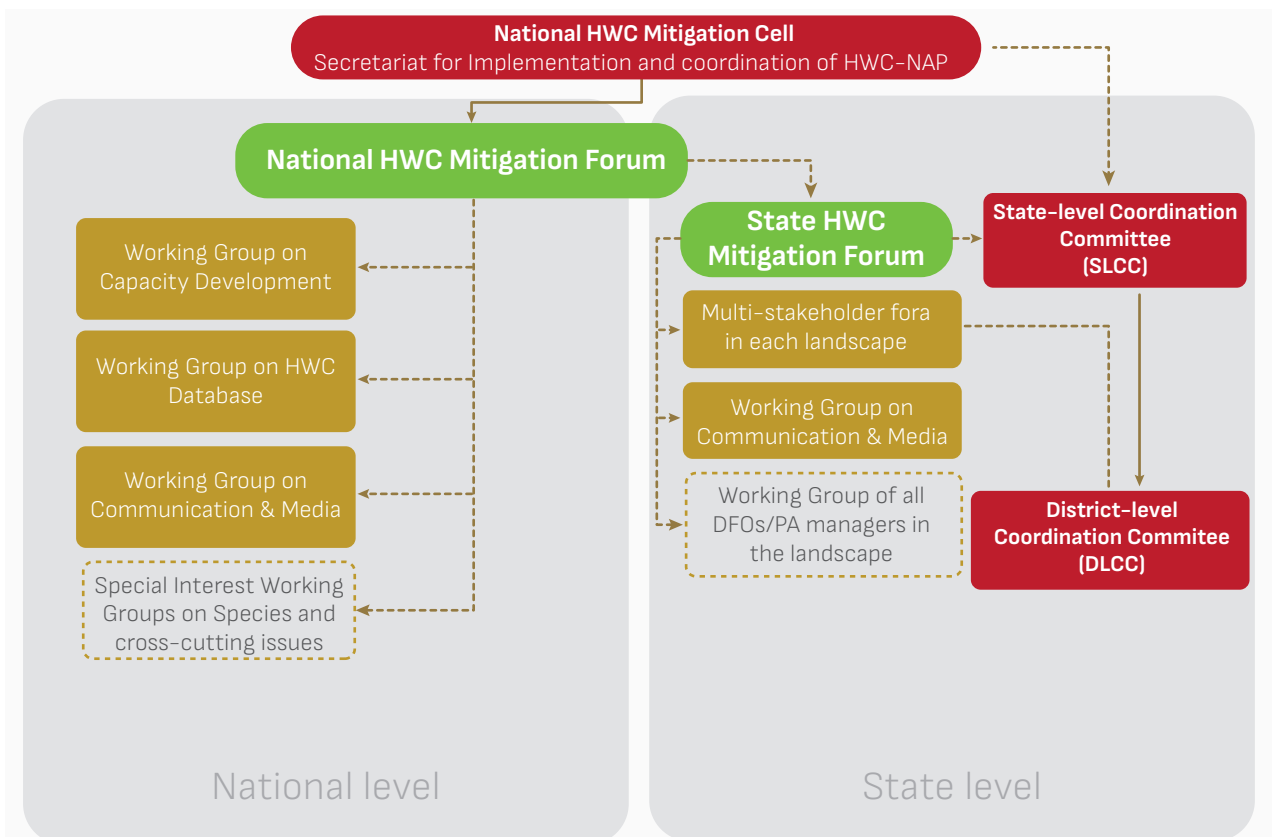 National HWC Mitigation Cell
Secretariat for Implementation and coordination of HWC-NAP
National HWC Mitigation Forum
Working Group on
Capacity Development
Working Group on HWC
Database
Working Group on
Communication & Media
Special Interest Working
Groups on Species and
cross-cutting issues
National level
State HWC
Mitigation Forum
Multi-stakeholder fora
in each landscape
Working Group on
Communication & Media
Working Group of all
DFOs/PA managers in
the landscape
State-level Coordination
Committee
(SLCC)
District-level
Coordination Commitee
(DLCC)
State level